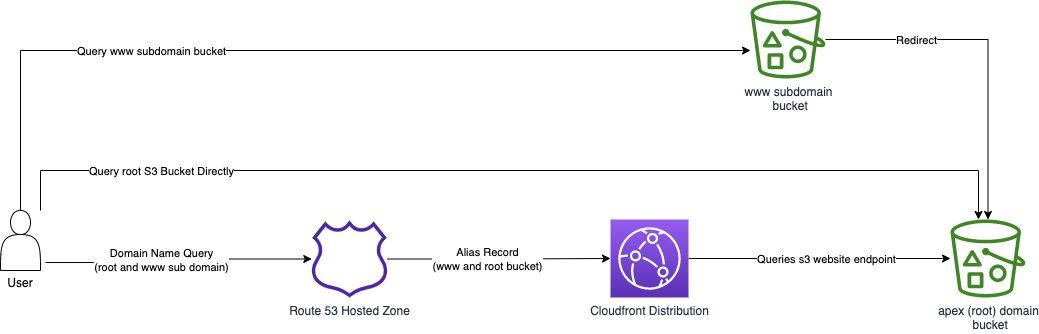 Query www subdomain bucket
Redirect
www subdomain
bucket
Query root S3 Bucket Directly
Domain Name Query
(root and www sub domain)
Alias Record
(www and root bucket)
Queries s3 website endpoint
User
Route 53 Hosted Zone
Cloudfront Distribution
apex (root) domain
bucket